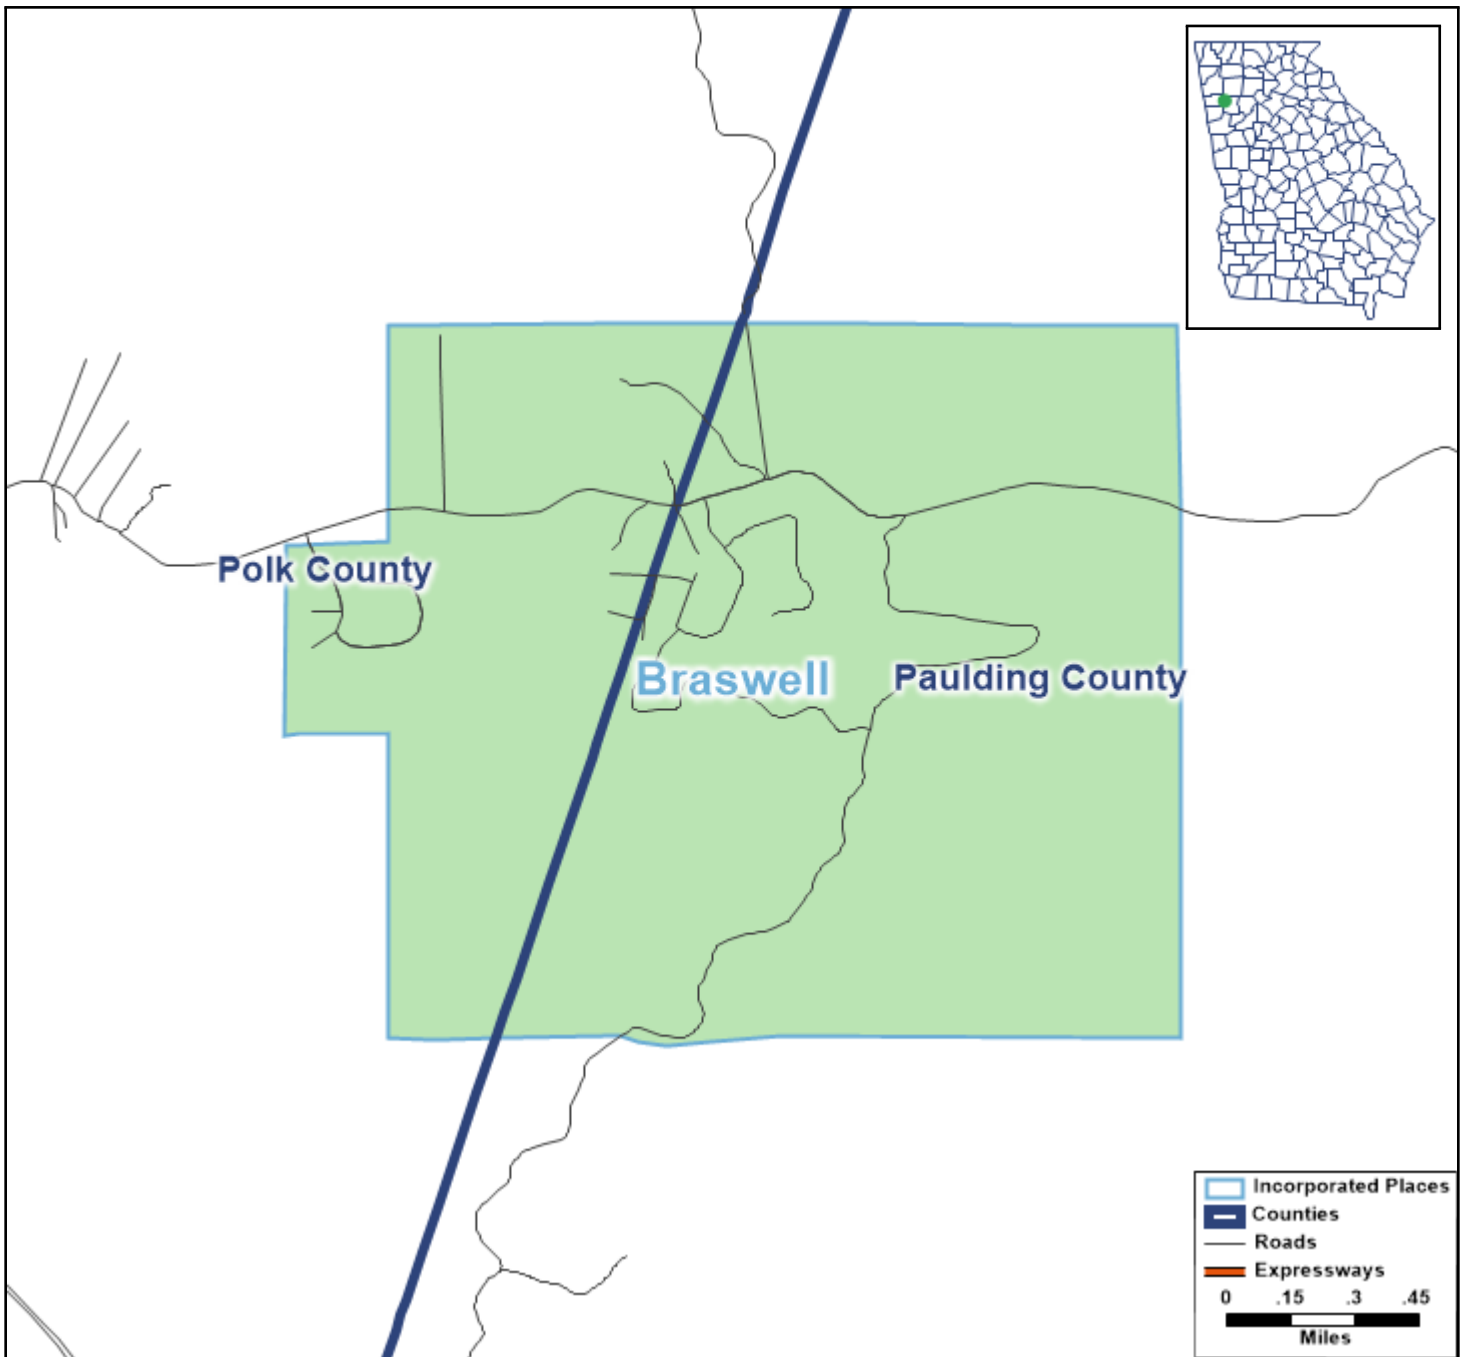 Polk County
Braswell
Paulding County
Incorporated Places
Counties
Roads
Expressways
0 .15 .3 .45
Miles